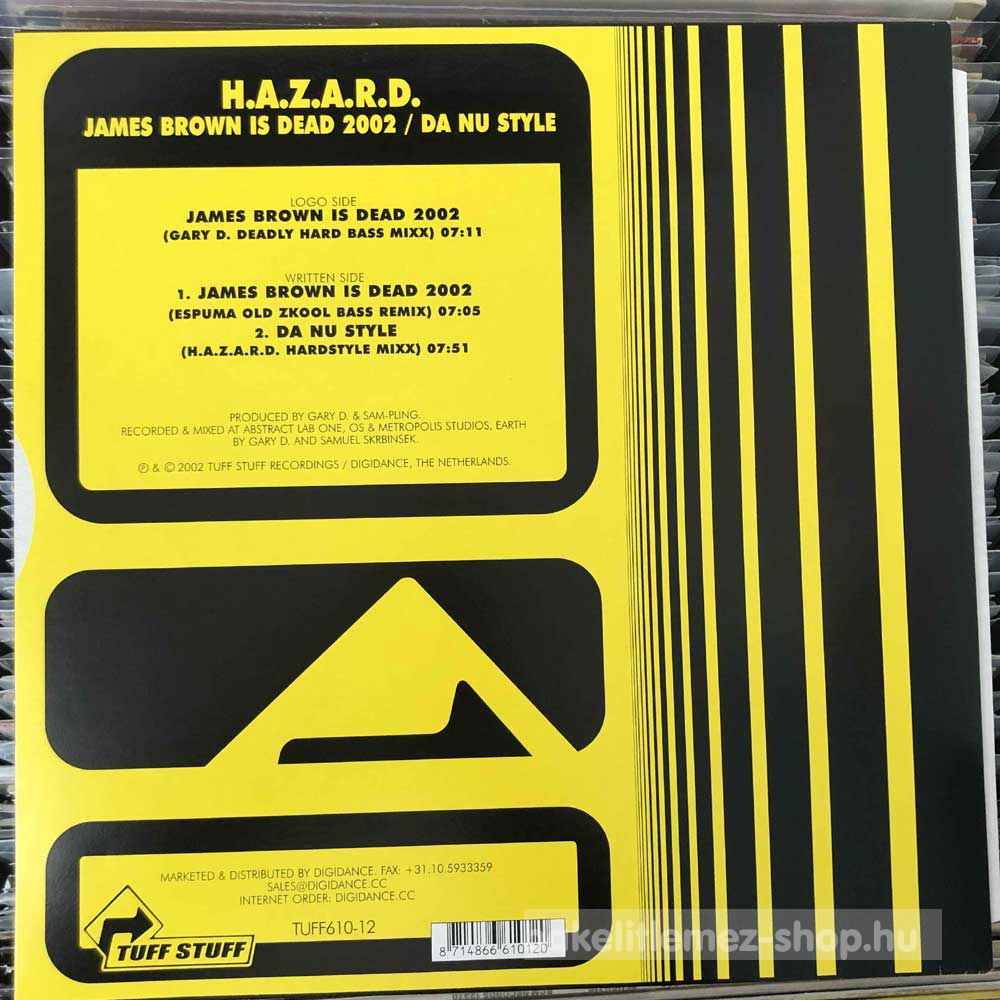 H.A.Z.A.R.D.
JAMES BROWN IS DEAD 2002 / DA NU STYLE
LOGO SIDE
JAMES BROWN IS DEAD 2002
(GARY D. DEADLY HARD BASS MIXX) 07:11
WRITTEN SIDE
1. JAMES BROWN IS DEAD 2002
(ESPUMA OLD ZKOOL BASS REMIX) 07:05
2. DA NU STYLE
(H.A.Z.A.R.D. HARDSTYLE MIXX) 07:51
PRODUCED BY GARY D. & SAM-PLING.
RECORDED & MIXED AT ABSTRACT LAB ONE, OS & METROPOLIS STUDIOS, EARTH
BY GARY D. AND SAMUEL SKRBINSEK.
℗ & © 2002 TUFF STUFF RECORDINGS / DIGIDANCE, THE NETHERLANDS.
MARKETED & DISTRIBUTED BY DIGIDANCE. FAX: +31.10.5933359
SALES@DIGIDANCE.CC
INTERNET ORDER: DIGIDANCE.CC
TUFF610-12
8 714866 610120
TUFF STUFF
bakelitlemez-shop.hu